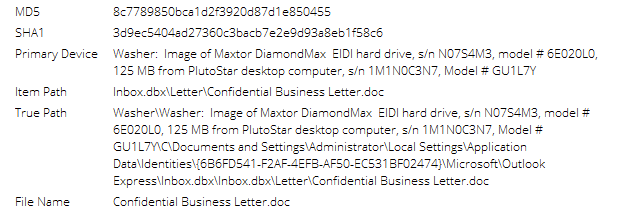 MD5 8c7789850bca1d2f3920d87d1e850455
SHA1 3d9ec5404ad27360c3bacb7e2e9d93a8eb1f58c6
Primary Device Washer: Image of Maxtor DiamondMax EIDI hard drive, s/n N07S4M3, model # 6E020L0,
125 MB from PlutoStar desktop computer, s/n 1M1N0C3N7, Model # GU1L7Y
Item Path Inbox.dbx\Letter\Confidential Business Letter.doc
True Path Washer\Washer: Image of Maxtor DiamondMax EIDI hard drive, s/n N07S4M3, model #
6E020L0, 125 MB from PlutoStar desktop computer, s/n 1M1N0C3N7, Model #
GU1L7Y\C\Documents and Settings\Administrator\Local Settings\Application
Data\Identities\{6B6FD541-F2AF-4EFB-AF50-EC531BF02474}\Microsoft\Outlook
Express\Inbox.dbx\Inbox.dbx\Letter\Confidential Business Letter.doc
File Name Confidential Business Letter.doc